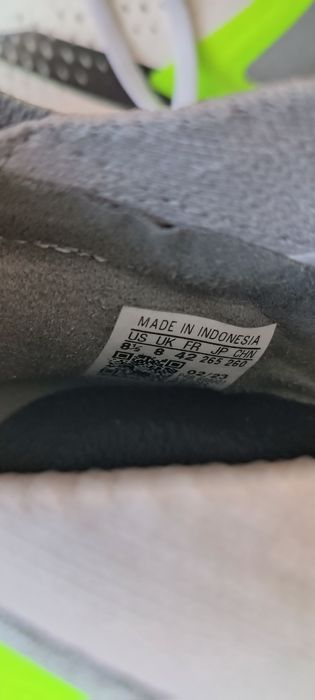 MADE IN INDONESIA
US UK FR JP CHN
8½ 8 42 265 260
02/23